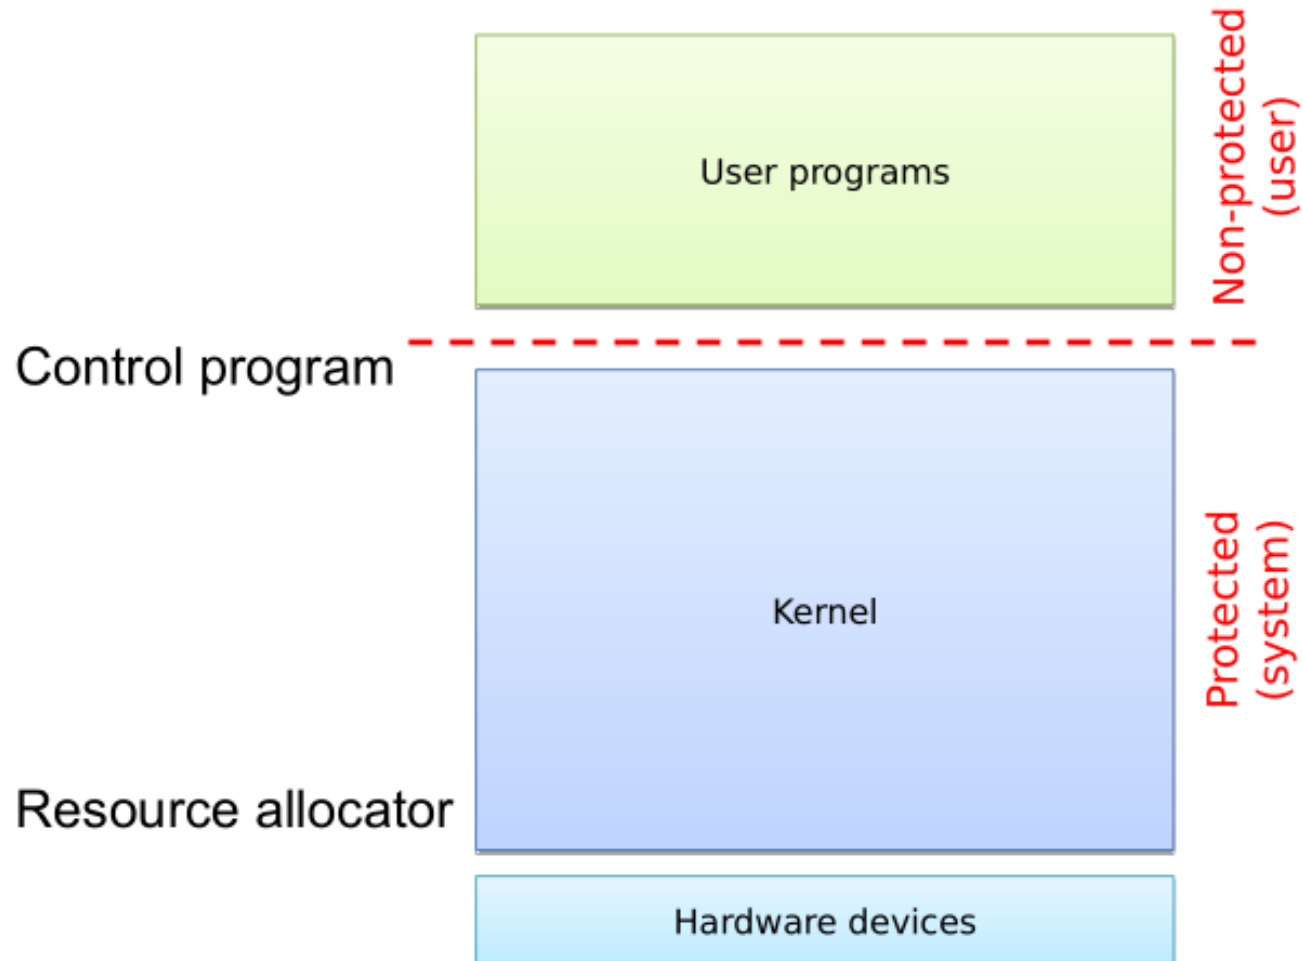 User programs
Non-protected
(user)
Control program
Kernel
Protected
(system)
Resource allocator
Hardware devices